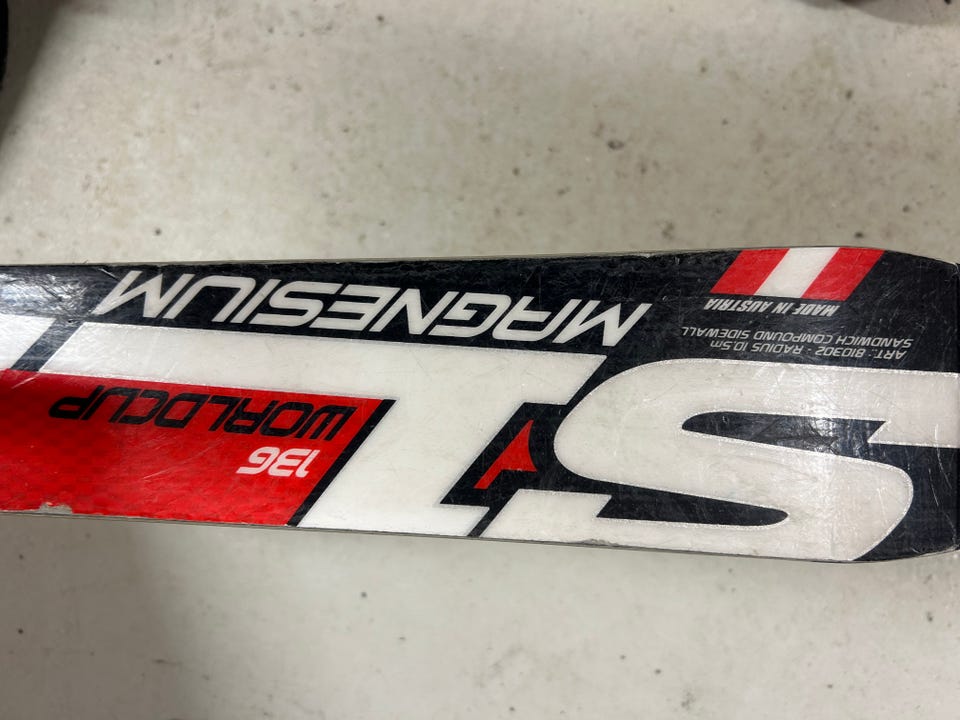 SL
136
WORLDCUP
ART.: 810302 - RADIUS 10.5m
SANDWICH COMPOUND SIDEWALL
MADE IN AUSTRIA
MAGNESIUM